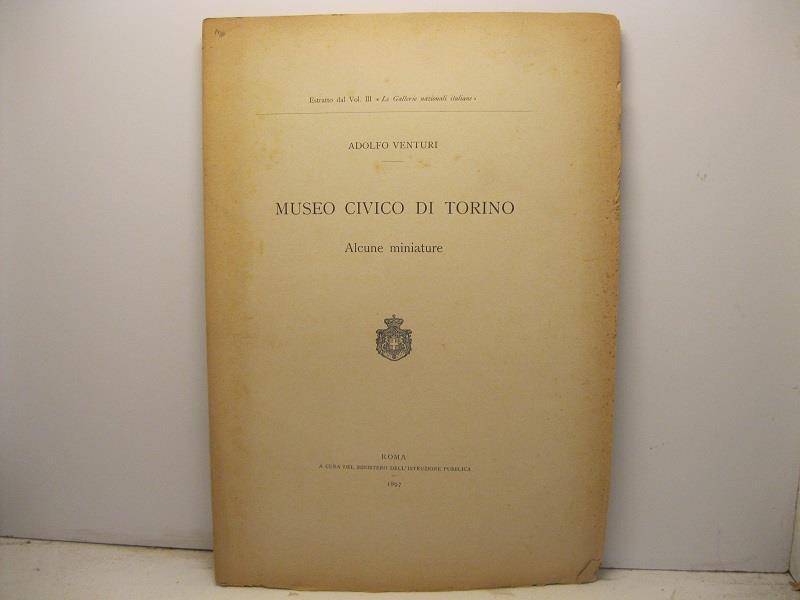 Estratto dal Vol. III « Le Gallerie nazionali italiane »
ADOLFO VENTURI
MUSEO CIVICO DI TORINO
Alcune miniature
ROMA
A CURA DEL MINISTERO DELL'ISTRUZIONE PUBBLICA
1897